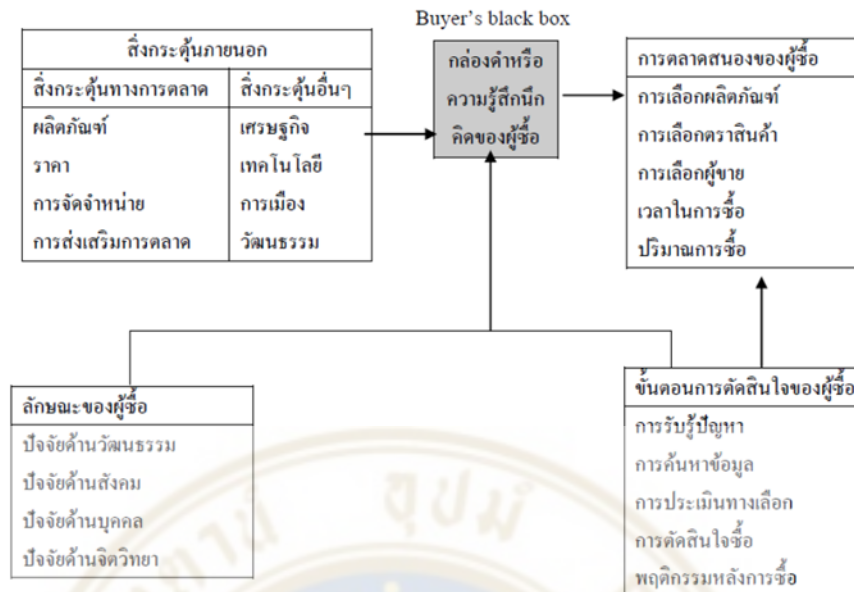 Buyer's black box
สิ่งกระตุ้นภายนอก
สิ่งกระตุ้นทางการตลาด
ผลิตภัณฑ์
ราคา
การจัดจำหน่าย
การส่งเสริมการตลาด
สิ่งกระตุ้นอื่นๆ
เศรษฐกิจ
เทคโนโลยี
การเมือง
วัฒนธรรม
กล่องดำหรือ
ความรู้สึกนึก
คิดของผู้ซื้อ
การตลาดสนองของผู้ซื้อ
การเลือกผลิตภัณฑ์
การเลือกตราสินค้า
การเลือกผู้ขาย
เวลาในการซื้อ
ปริมาณการซื้อ
ลักษณะของผู้ซื้อ
ปัจจัยด้านวัฒนธรรม
ปัจจัยด้านสังคม
ปัจจัยด้านบุคคล
ปัจจัยด้านจิตวิทยา
ขั้นตอนการตัดสินใจของผู้ซื้อ
การรับรู้ปัญหา
การค้นหาข้อมูล
การประเมินทางเลือก
การตัดสินใจซื้อ
พฤติกรรมหลังการซื้อ